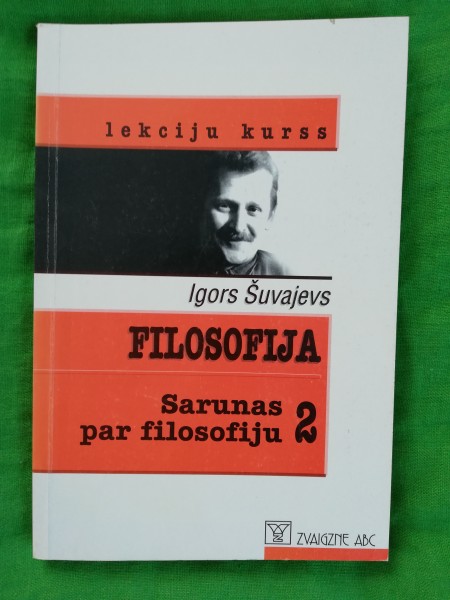 lekciju kurss
Igors Šuvajevs
FILOSOFIJA
Sarunas
par filosofiju 2
ZVAIGZNE ABC